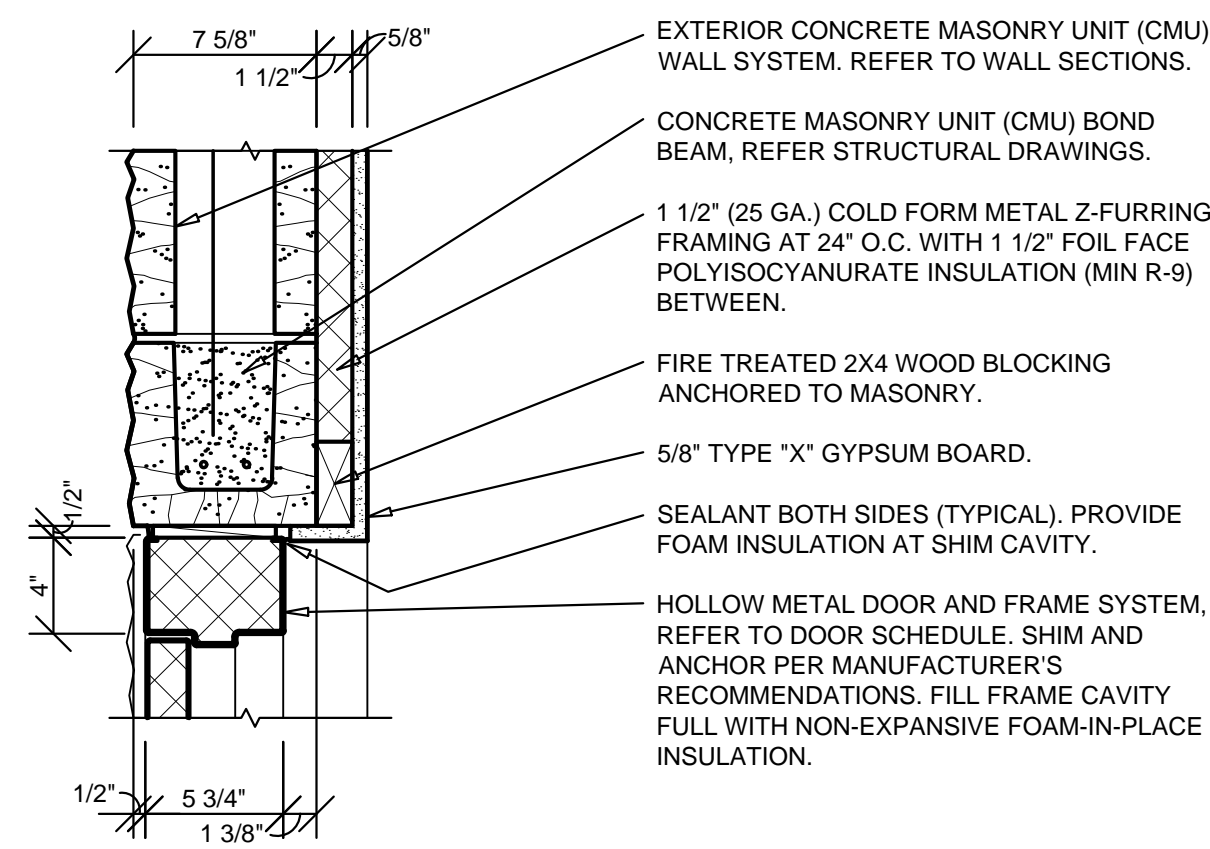 7 5/8"
5/8"
1 1/2"
EXTERIOR CONCRETE MASONRY UNIT (CMU)
WALL SYSTEM. REFER TO WALL SECTIONS.
CONCRETE MASONRY UNIT (CMU) BOND
BEAM, REFER STRUCTURAL DRAWINGS.
1 1/2" (25 GA.) COLD FORM METAL Z-FURRING
FRAMING AT 24" O.C. WITH 1 1/2" FOIL FACE
POLYISOCYANURATE INSULATION (MIN R-9)
BETWEEN.
FIRE TREATED 2X4 WOOD BLOCKING
ANCHORED TO MASONRY.
5/8" TYPE "X" GYPSUM BOARD.
SEALANT BOTH SIDES (TYPICAL). PROVIDE
FOAM INSULATION AT SHIM CAVITY.
HOLLOW METAL DOOR AND FRAME SYSTEM,
REFER TO DOOR SCHEDULE. SHIM AND
ANCHOR PER MANUFACTURER'S
RECOMMENDATIONS. FILL FRAME CAVITY
FULL WITH NON-EXPANSIVE FOAM-IN-PLACE
INSULATION.
1/2"
4"
1/2"
5 3/4"
1 3/8"